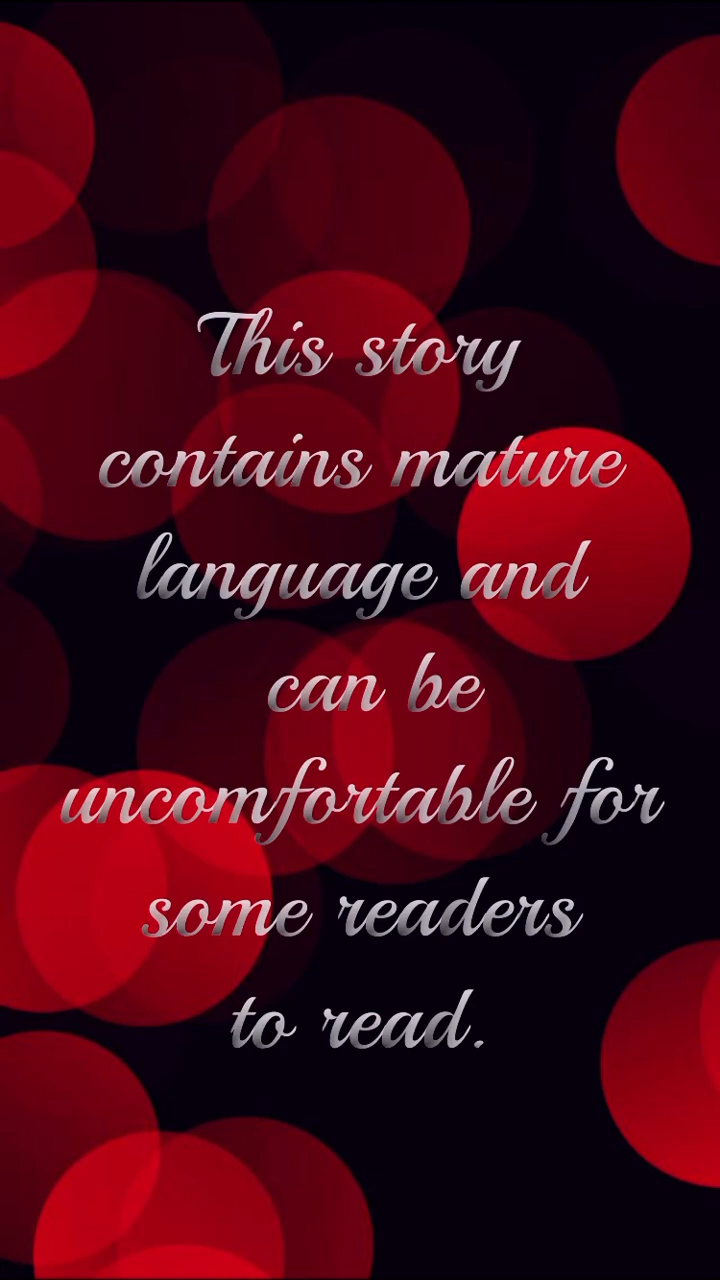 This story
contains mature
language and
can be
uncomfortable for
some readers
to read.